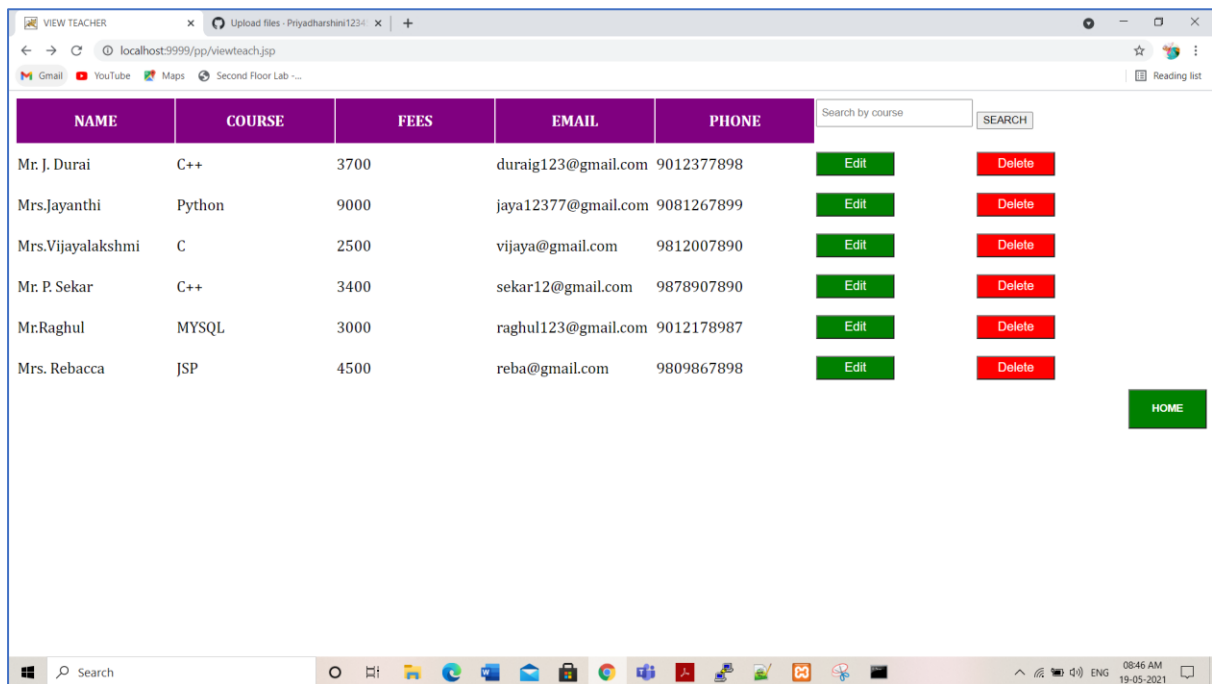 VIEW TEACHER
Upload files · Priyadharshini1234
localhost:9999/pp/viewteach.jsp
Gmail YouTube Maps Second Floor Lab -... Reading list
NAME COURSE FEES EMAIL PHONE Search by course SEARCH
Mr. J. Durai C++ 3700 duraig123@gmail.com 9012377898 Edit Delete
Mrs.Jayanthi Python 9000 jaya12377@gmail.com 9081267899 Edit Delete
Mrs.Vijayalakshmi C 2500 vijaya@gmail.com 9812007890 Edit Delete
Mr. P. Sekar C++ 3400 sekar12@gmail.com 9878907890 Edit Delete
Mr.Raghul MYSQL 3000 raghul123@gmail.com 9012178987 Edit Delete
Mrs. Rebacca JSP 4500 reba@gmail.com 9809867898 Edit Delete
HOME
Search ENG 08:46 AM
19-05-2021